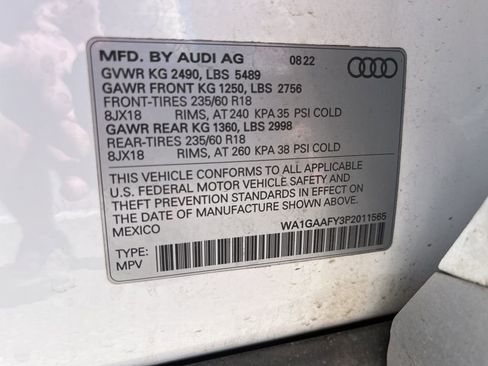 MFD. BY AUDI AG 08 22
GVWR KG 2490, LBS 5489
GAWR FRONT KG 1250, LBS 2756
FRONT-TIRES 235/60 R18
8JX18 RIMS, AT 240 KPA 35 PSI COLD
GAWR REAR KG 1360, LBS 2998
REAR-TIRES 235/60 R18
8JX18 RIMS, AT 260 KPA 38 PSI COLD
THIS VEHICLE CONFORMS TO ALL APPLICABLE
U.S. FEDERAL MOTOR VEHICLE SAFETY AND
THEFT PREVENTION STANDARDS IN EFFECT ON
THE DATE OF MANUFACTURE SHOWN ABOVE.
MEXICO
WA1GAAFY3P2011565
TYPE:
MPV